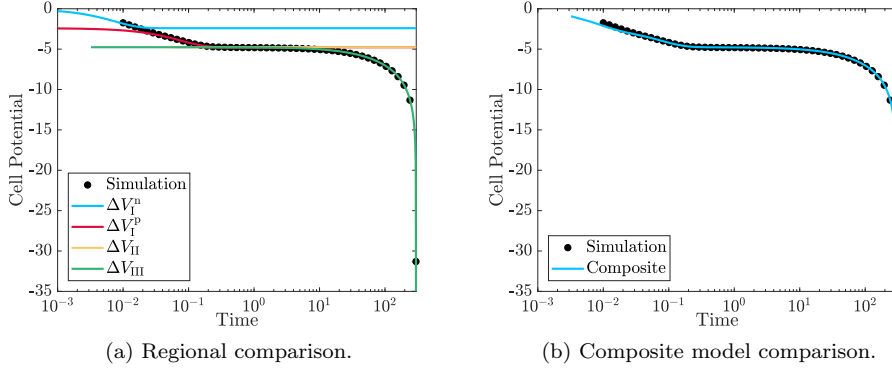 0
-5
-10
-15
-20
-25
-30
-35
Cell Potential
Simulation
ΔV_I^n
ΔV_I^p
ΔV_II
ΔV_III
10^-3 10^-2 10^-1 10^0 10^1 10^2
Time
(a) Regional comparison.
0
-5
-10
-15
-20
-25
-30
-35
Cell Potential
Simulation
Composite
10^-3 10^-2 10^-1 10^0 10^1 10^2
Time
(b) Composite model comparison.